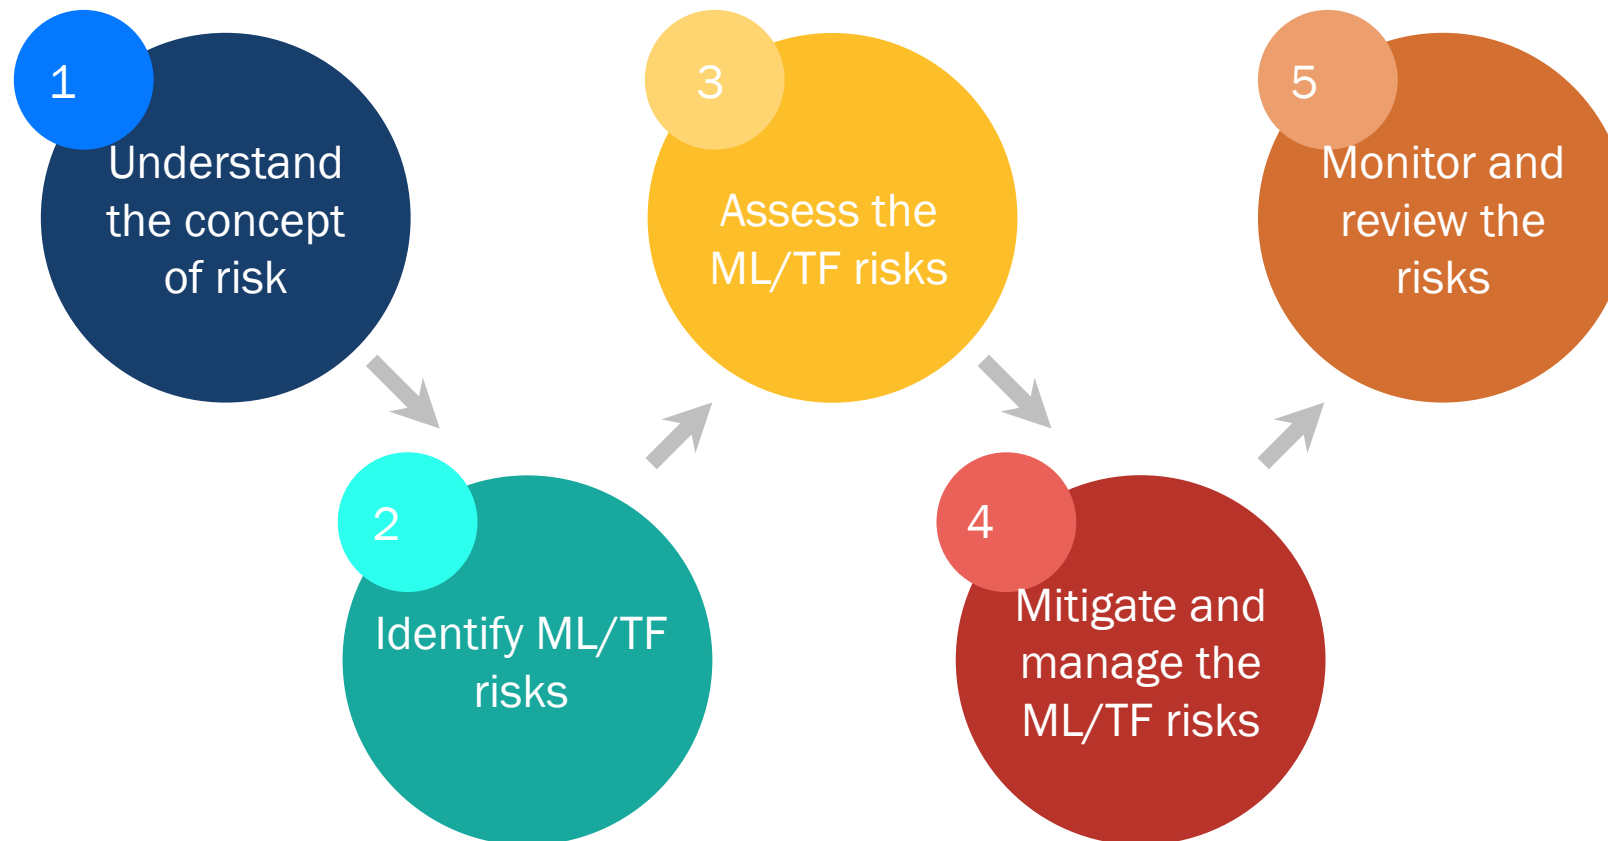 1
Understand
the concept
of risk
2
Identify ML/TF
risks
3
Assess the
ML/TF risks
4
Mitigate and
manage the
ML/TF risks
5
Monitor and
review the
risks